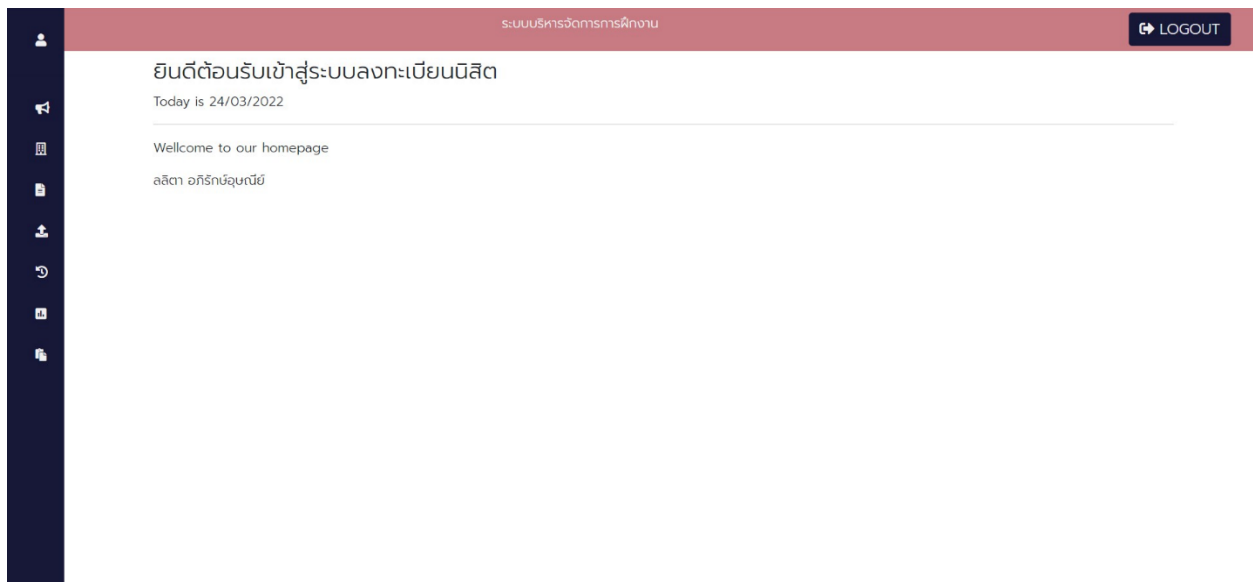 ระบบบริหารจัดการการฝึกงาน
LOGOUT
ยินดีต้อนรับเข้าสู่ระบบลงทะเบียนนิสิต
Today is 24/03/2022
Wellcome to our homepage
ลลิตา อภิรักษ์อุษณีย์